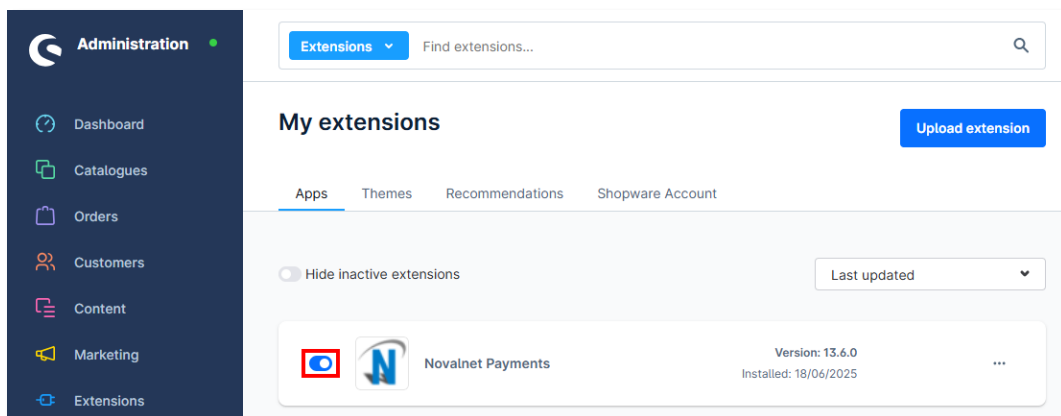 Administration
Extensions
Find extensions...
Dashboard
Catalogues
Orders
Customers
Content
Marketing
Extensions
My extensions
Upload extension
Apps
Themes
Recommendations
Shopware Account
Hide inactive extensions
Last updated
N
Novalnet Payments
Version: 13.6.0
Installed: 18/06/2025